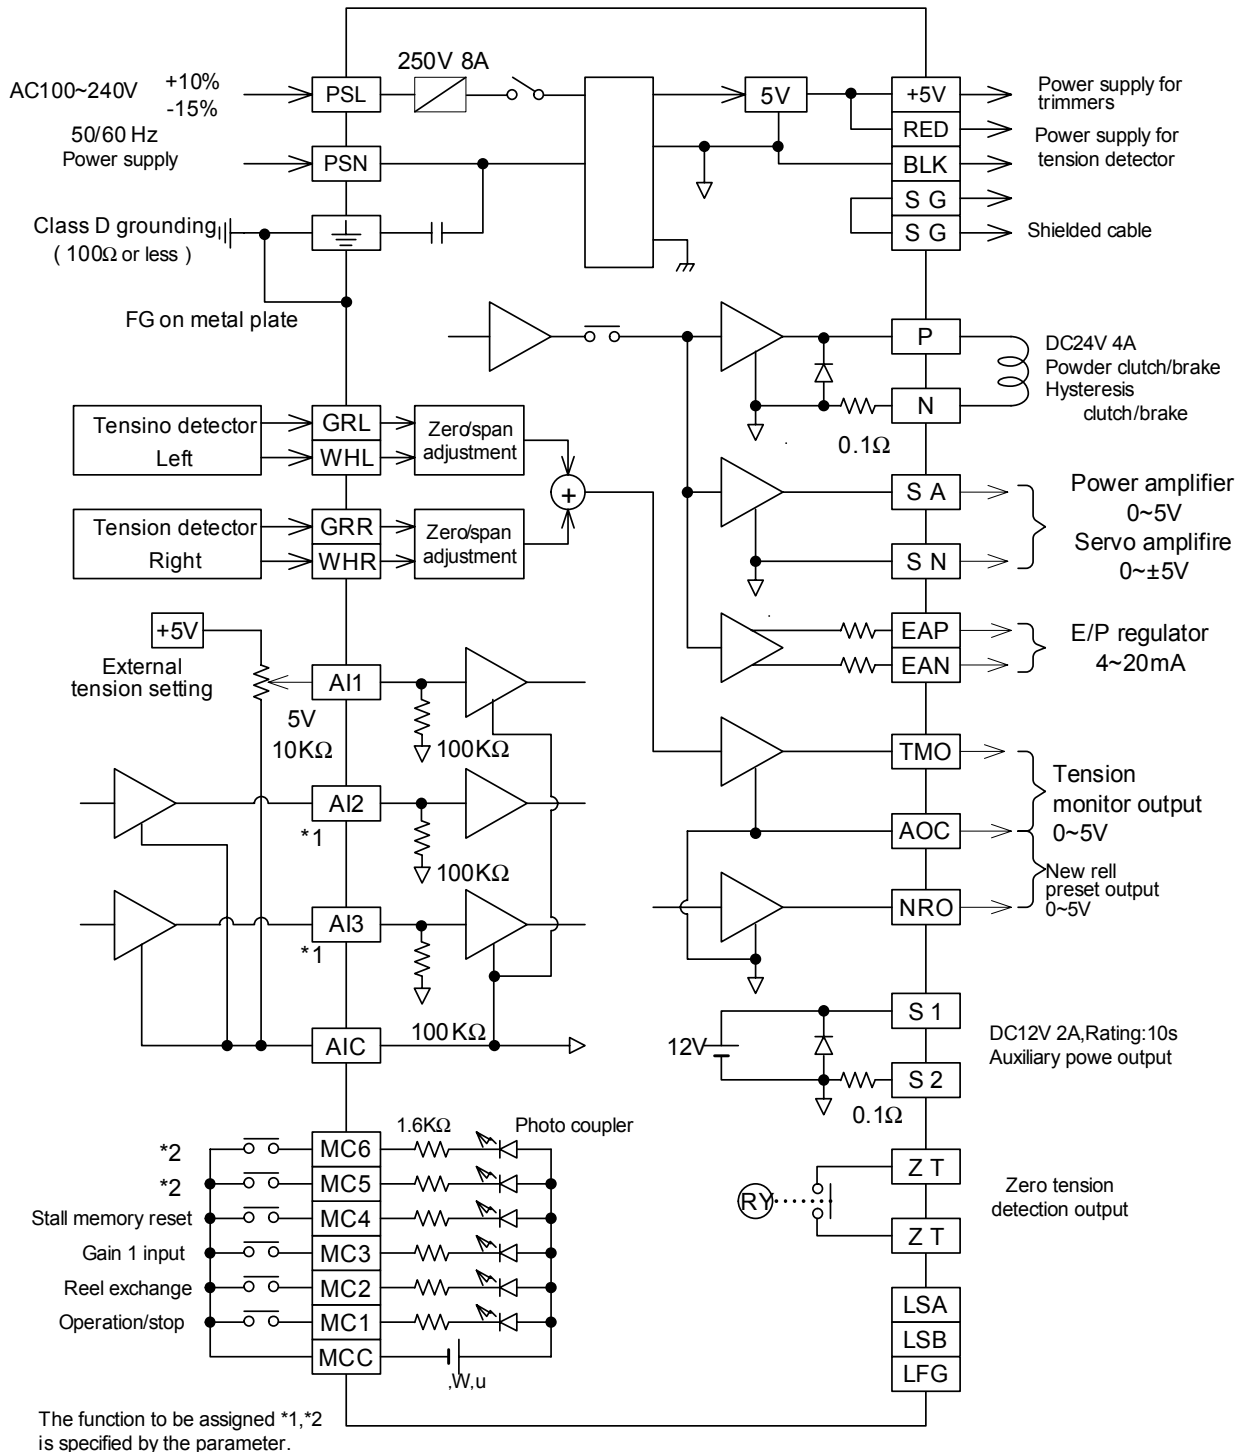 250V 8A
AC100~240V
+10%
-15%
50/60 Hz
Power supply
PSL
PSN
Class D grounding
( 100Ω or less )
FG on metal plate
5V
+5V
RED
BLK
S G
S G
Power supply for
trimmers
Power supply for
tension detector
Shielded cable
P
N
0.1Ω
DC24V 4A
Powder clutch/brake
Hysteresis
clutch/brake
Tensino detector
Left
GRL
WHL
Zero/span
adjustment
+
Tension detector
Right
GRR
WHR
Zero/span
adjustment
S A
S N
Power amplifier
0~5V
Servo amplifire
0~±5V
EAP
EAN
E/P regulator
4~20mA
+5V
External
tension setting
AI1
5V
10KΩ
100KΩ
AI2
*1
100KΩ
AI3
*1
100KΩ
AIC
TMO
AOC
NRO
Tension
monitor output
0~5V
New rell
preset output
0~5V
12V
S 1
S 2
0.1Ω
DC12V 2A,Rating:10s
Auxiliary powe output
1.6KΩ
Photo coupler
*2
MC6
*2
MC5
Stall memory reset
MC4
Gain 1 input
MC3
Reel exchange
MC2
Operation/stop
MC1
MCC
,W,u
RY
Z T
Z T
Zero tension
detection output
LSA
LSB
LFG
The function to be assigned *1,*2
is specified by the parameter.